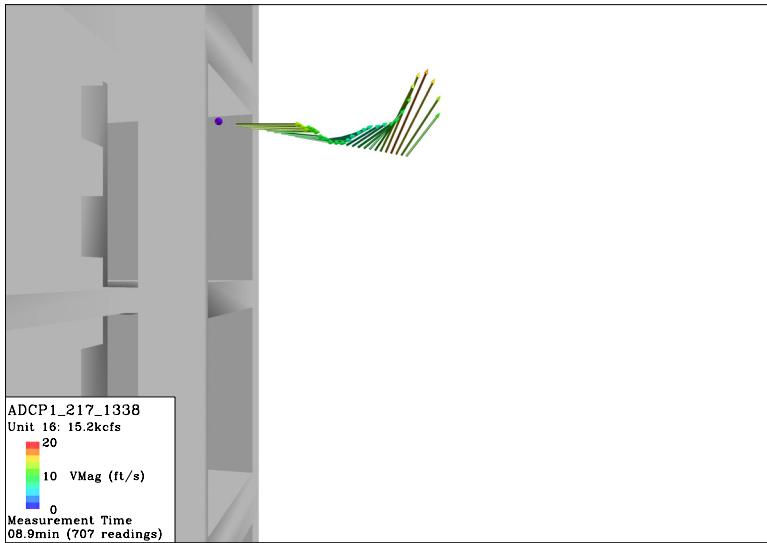 ADCP1_217_1338
Unit 16: 15.2kcfs
20
10 VMag (ft/s)
0
Measurement Time
08.9min (707 readings)